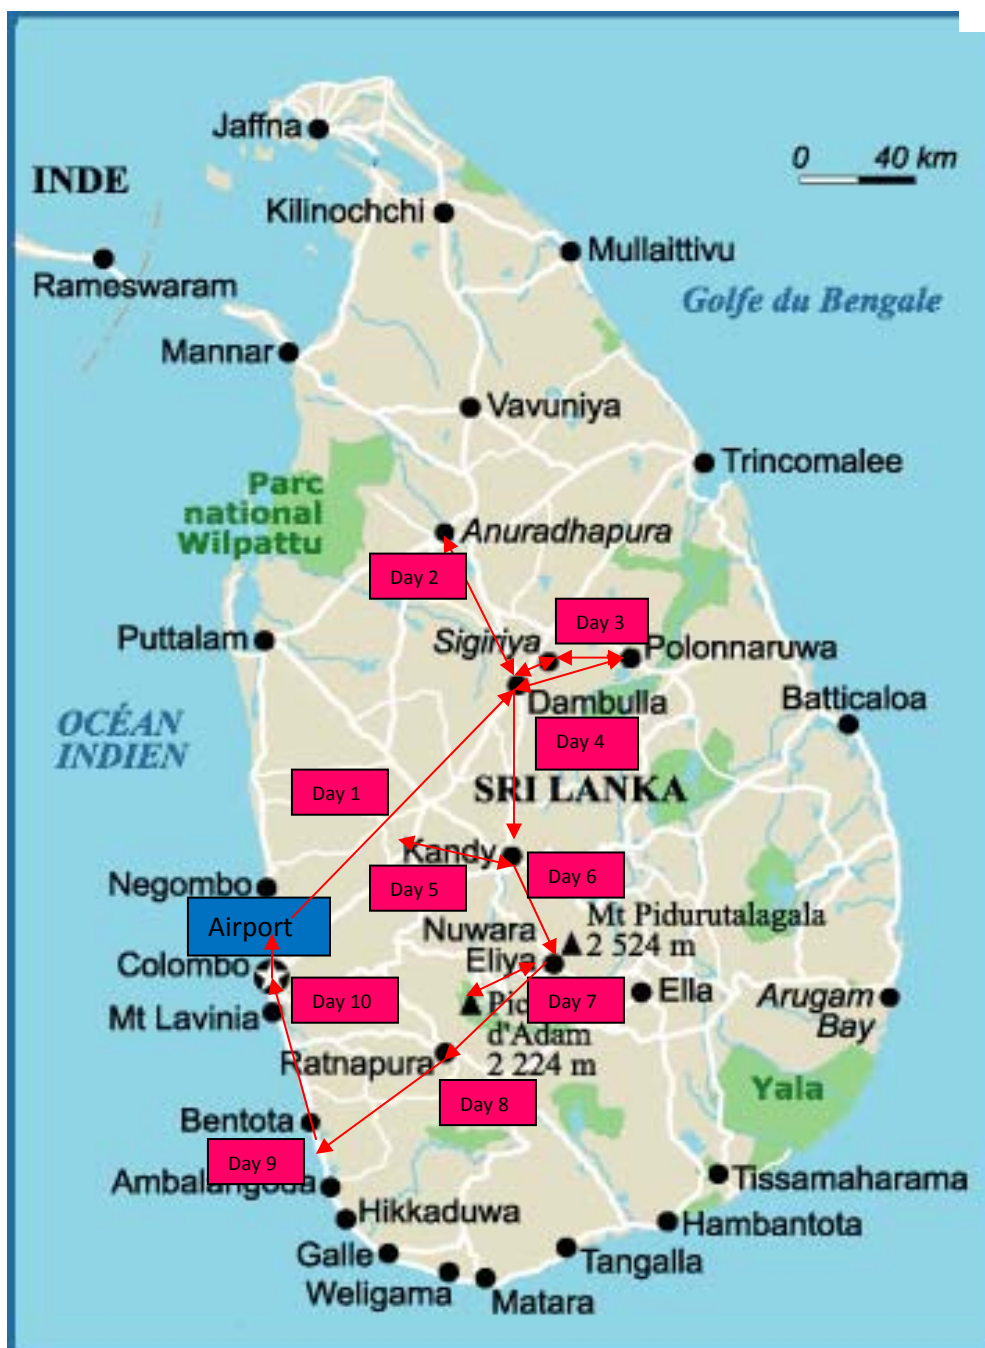 Jaffna
0 40 km
INDE
Kilinochchi
Mullaittivu
Rameswaram
Golfe du Bengale
Mannar
Vavuniya
Trincomalee
Parc
national
Wilpattu
Anuradhapura
Day 2
Day 3
Puttalam
Sigiriya
Polonnaruwa
Dambulla
Batticaloa
OCÉAN
INDIEN
Day 4
Day 1
SRI LANKA
Kandy
Day 5
Day 6
Negombo
Airport
Mt Pidurutalagala
2 524 m
Nuwara
Eliya
Colombo
Day 10
Day 7
Ella
Arugam
Bay
Mt Lavinia
d'Adam
2 224 m
Ratnapura
Yala
Day 8
Bentota
Day 9
Ambalangoda
Tissamaharama
Hikkaduwa
Hambantota
Galle
Tangalla
Weligama
Matara